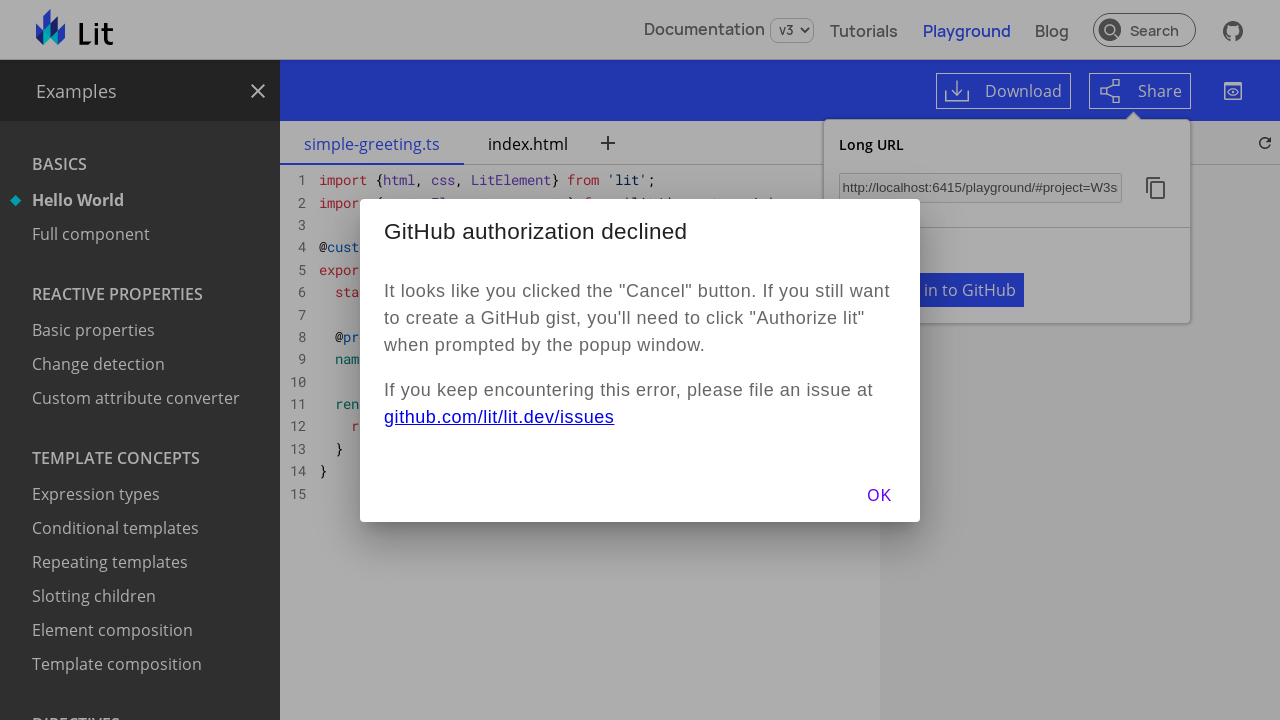 Lit
Documentation v3 Tutorials Playground Blog Search
Examples
Download Share
BASICS
Hello World
Full component
REACTIVE PROPERTIES
Basic properties
Change detection
Custom attribute converter
TEMPLATE CONCEPTS
Expression types
Conditional templates
Repeating templates
Slotting children
Element composition
Template composition
simple-greeting.ts index.html
1 import {html, css, LitElement} from 'lit';
2
3
4 @cust
5 expor
6 sta
7
8 @pr
9 nam
10
11 ren
12 r
13 }
14 }
15
Long URL
http://localhost:6415/playground/#project=W3s
in to GitHub
GitHub authorization declined
It looks like you clicked the "Cancel" button. If you still want
to create a GitHub gist, you'll need to click "Authorize lit"
when prompted by the popup window.
If you keep encountering this error, please file an issue at
github.com/lit/lit.dev/issues
OK